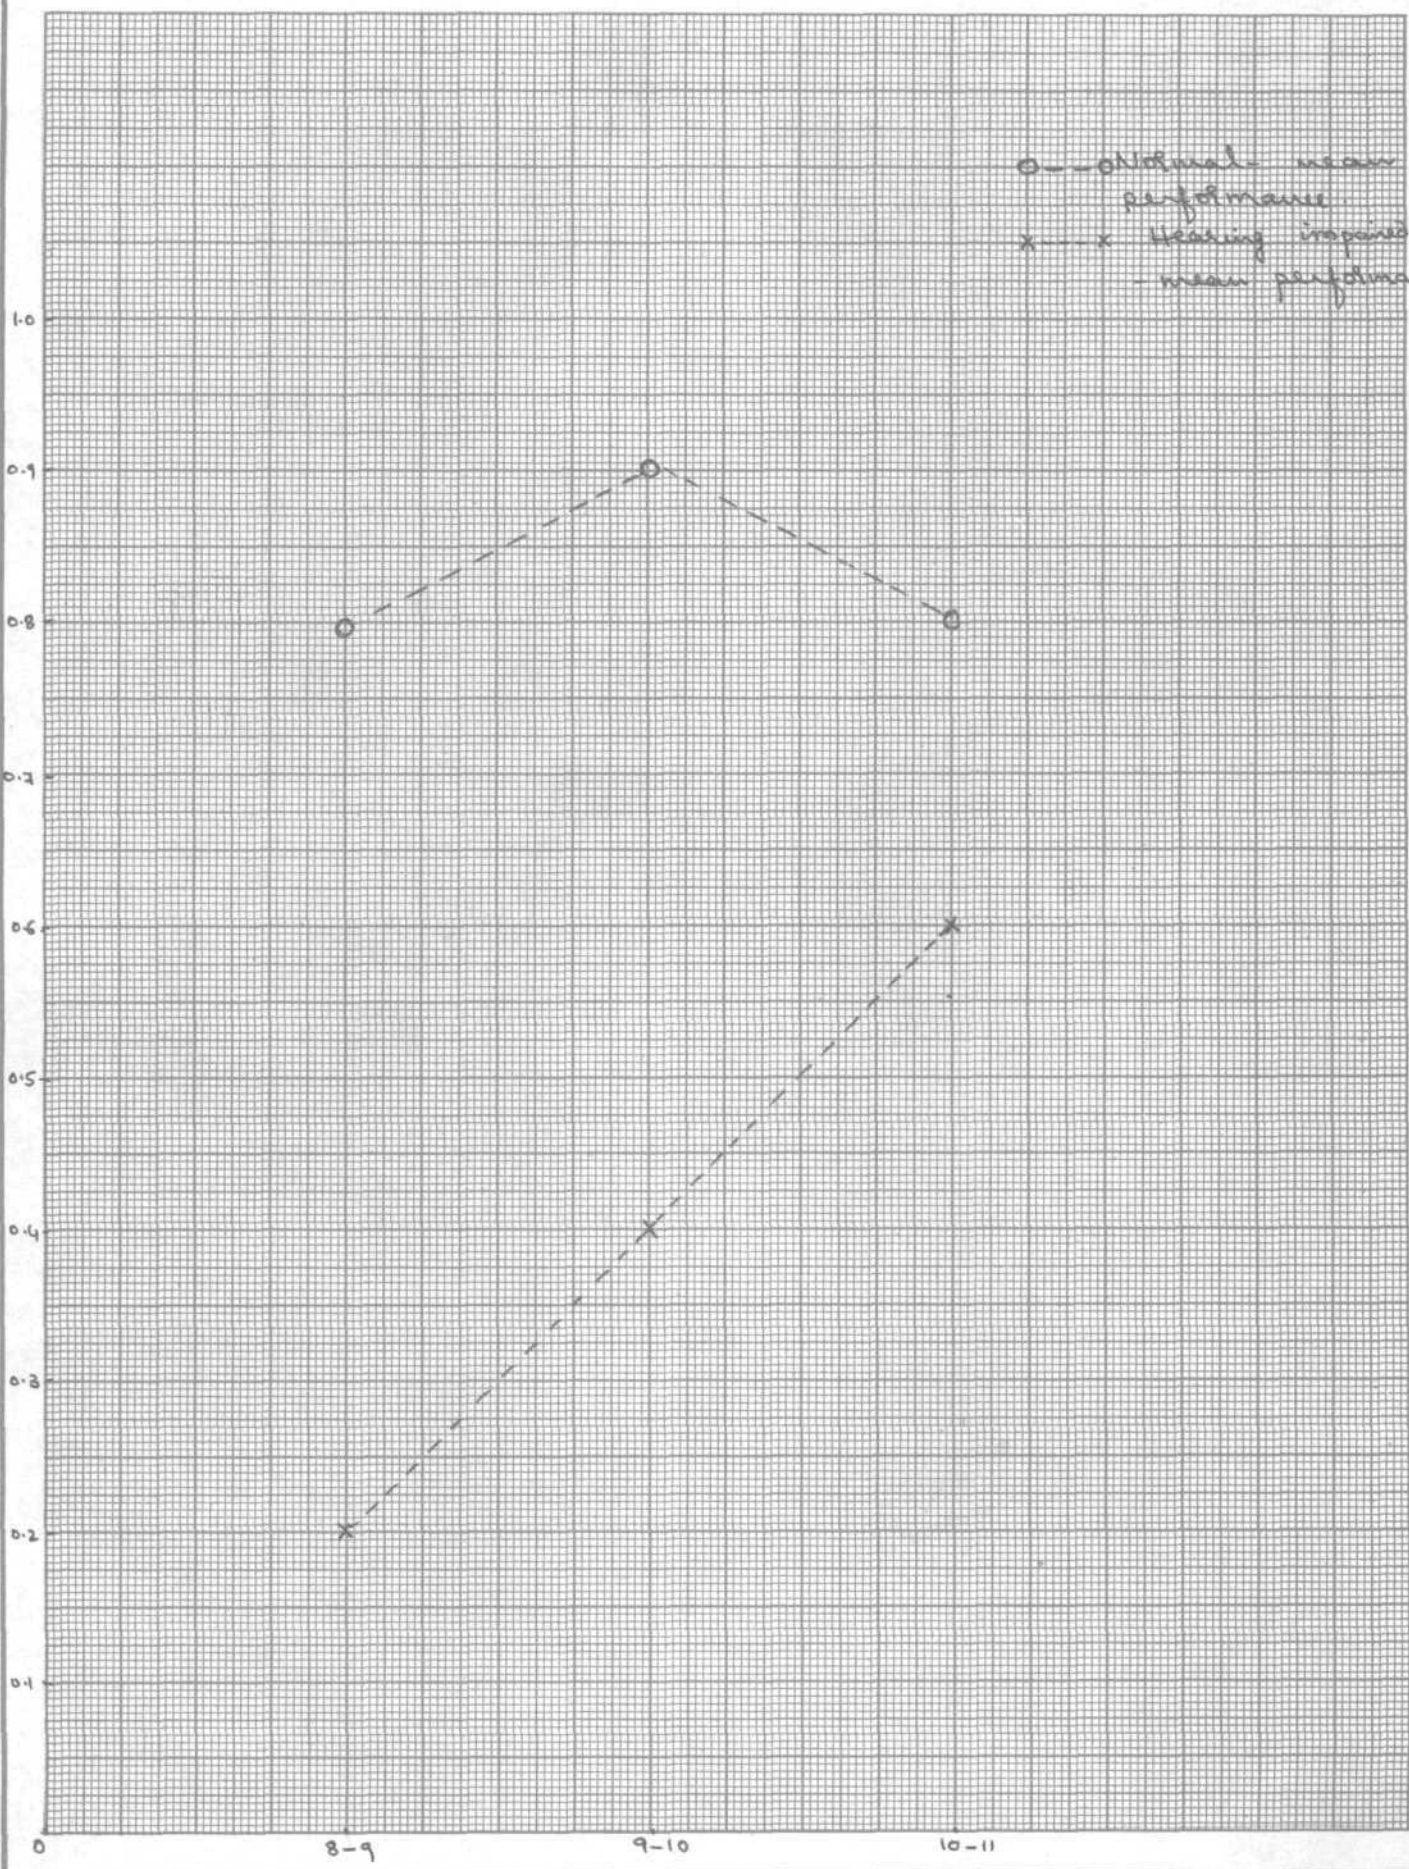 o---o Normal- mean
performance.
x----x Hearing impaired
- mean performa
1.0
0.9
0.8
0.7
0.6
0.5
0.4
0.3
0.2
0.1
0 8-9 9-10 10-11